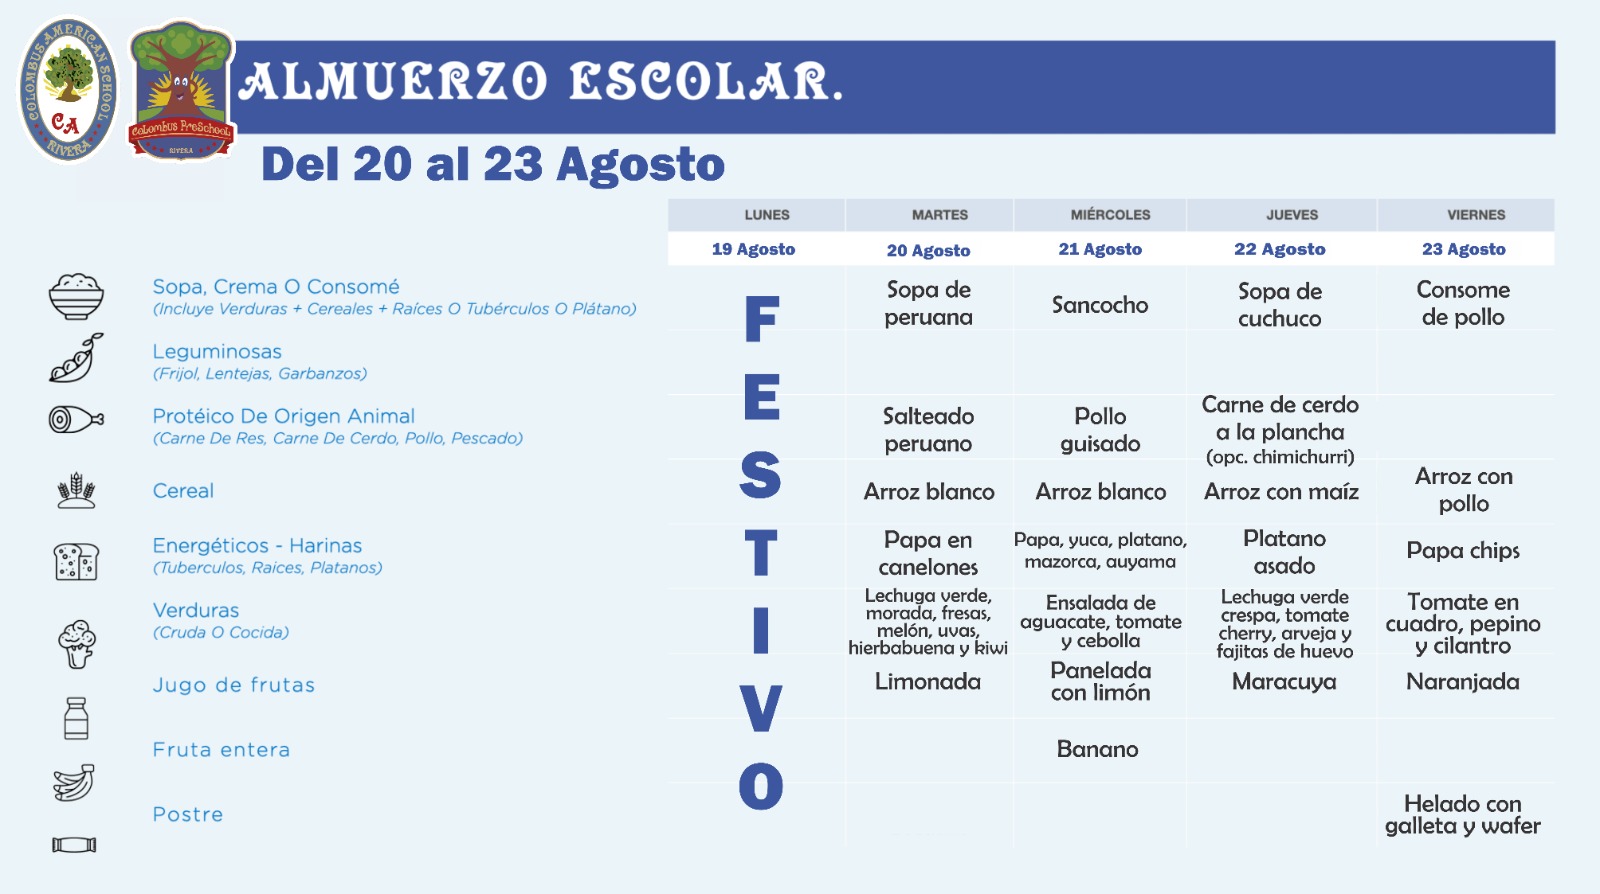 COLOMBUS AMERICAN SCHOOL
CA
RIVERA
Colombus PreSchool
RIVERA
ALMUERZO ESCOLAR.
Del 20 al 23 Agosto
LUNES MARTES MIÉRCOLES JUEVES VIERNES
19 Agosto 20 Agosto 21 Agosto 22 Agosto 23 Agosto
Sopa, Crema O Consomé
(Incluye Verduras + Cereales + Raíces O Tubérculos O Plátano)
Sopa de
peruana
Sancocho
Sopa de
cuchuco
Consome
de pollo
Leguminosas
(Frijol, Lentejas, Garbanzos)
Protéico De Origen Animal
(Carne De Res, Carne De Cerdo, Pollo, Pescado)
Salteado
peruano
Pollo
guisado
Carne de cerdo
a la plancha
(opc. chimichurri)
Cereal
Arroz blanco
Arroz blanco
Arroz con maíz
Arroz con
pollo
Energéticos - Harinas
(Tuberculos, Raices, Platanos)
Papa en
canelones
Papa, yuca, platano,
mazorca, auyama
Platano
asado
Papa chips
Verduras
(Cruda O Cocida)
Lechuga verde,
morada, fresas,
melón, uvas,
hierbabuena y kiwi
Ensalada de
aguacate, tomate
y cebolla
Lechuga verde
crespa, tomate
cherry, arveja y
fajitas de huevo
Tomate en
cuadro, pepino
y cilantro
Jugo de frutas
Limonada
Panelada
con limón
Maracuya
Naranjada
Fruta entera
Banano
Postre
Helado con
galleta y wafer
F
E
S
T
I
V
O